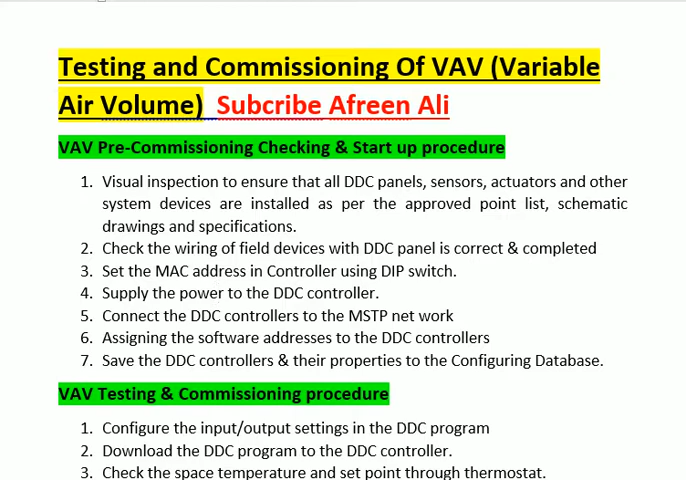 Testing and Commissioning Of VAV (Variable
Air Volume)  Subcribe Afreen Ali
VAV Pre-Commissioning Checking & Start up procedure
1. Visual inspection to ensure that all DDC panels, sensors, actuators and other
system devices are installed as per the approved point list, schematic
drawings and specifications.
2. Check the wiring of field devices with DDC panel is correct & completed
3. Set the MAC address in Controller using DIP switch.
4. Supply the power to the DDC controller.
5. Connect the DDC controllers to the MSTP net work
6. Assigning the software addresses to the DDC controllers
7. Save the DDC controllers & their properties to the Configuring Database.
VAV Testing & Commissioning procedure
1. Configure the input/output settings in the DDC program
2. Download the DDC program to the DDC controller.
3. Check the space temperature and set point through thermostat.